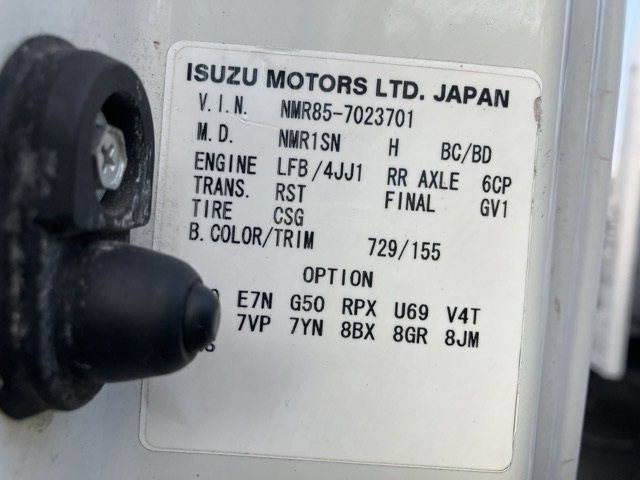 ISUZU MOTORS LTD. JAPAN
V.I.N. NMR85-7023701
M.D. NMR1SN H BC/BD
ENGINE LFB/4JJ1 RR AXLE 6CP
TRANS. RST FINAL GV1
TIRE CSG
B.COLOR/TRIM 729/155
OPTION
E7N G50 RPX U69 V4T
7VP 7YN 8BX 8GR 8JM